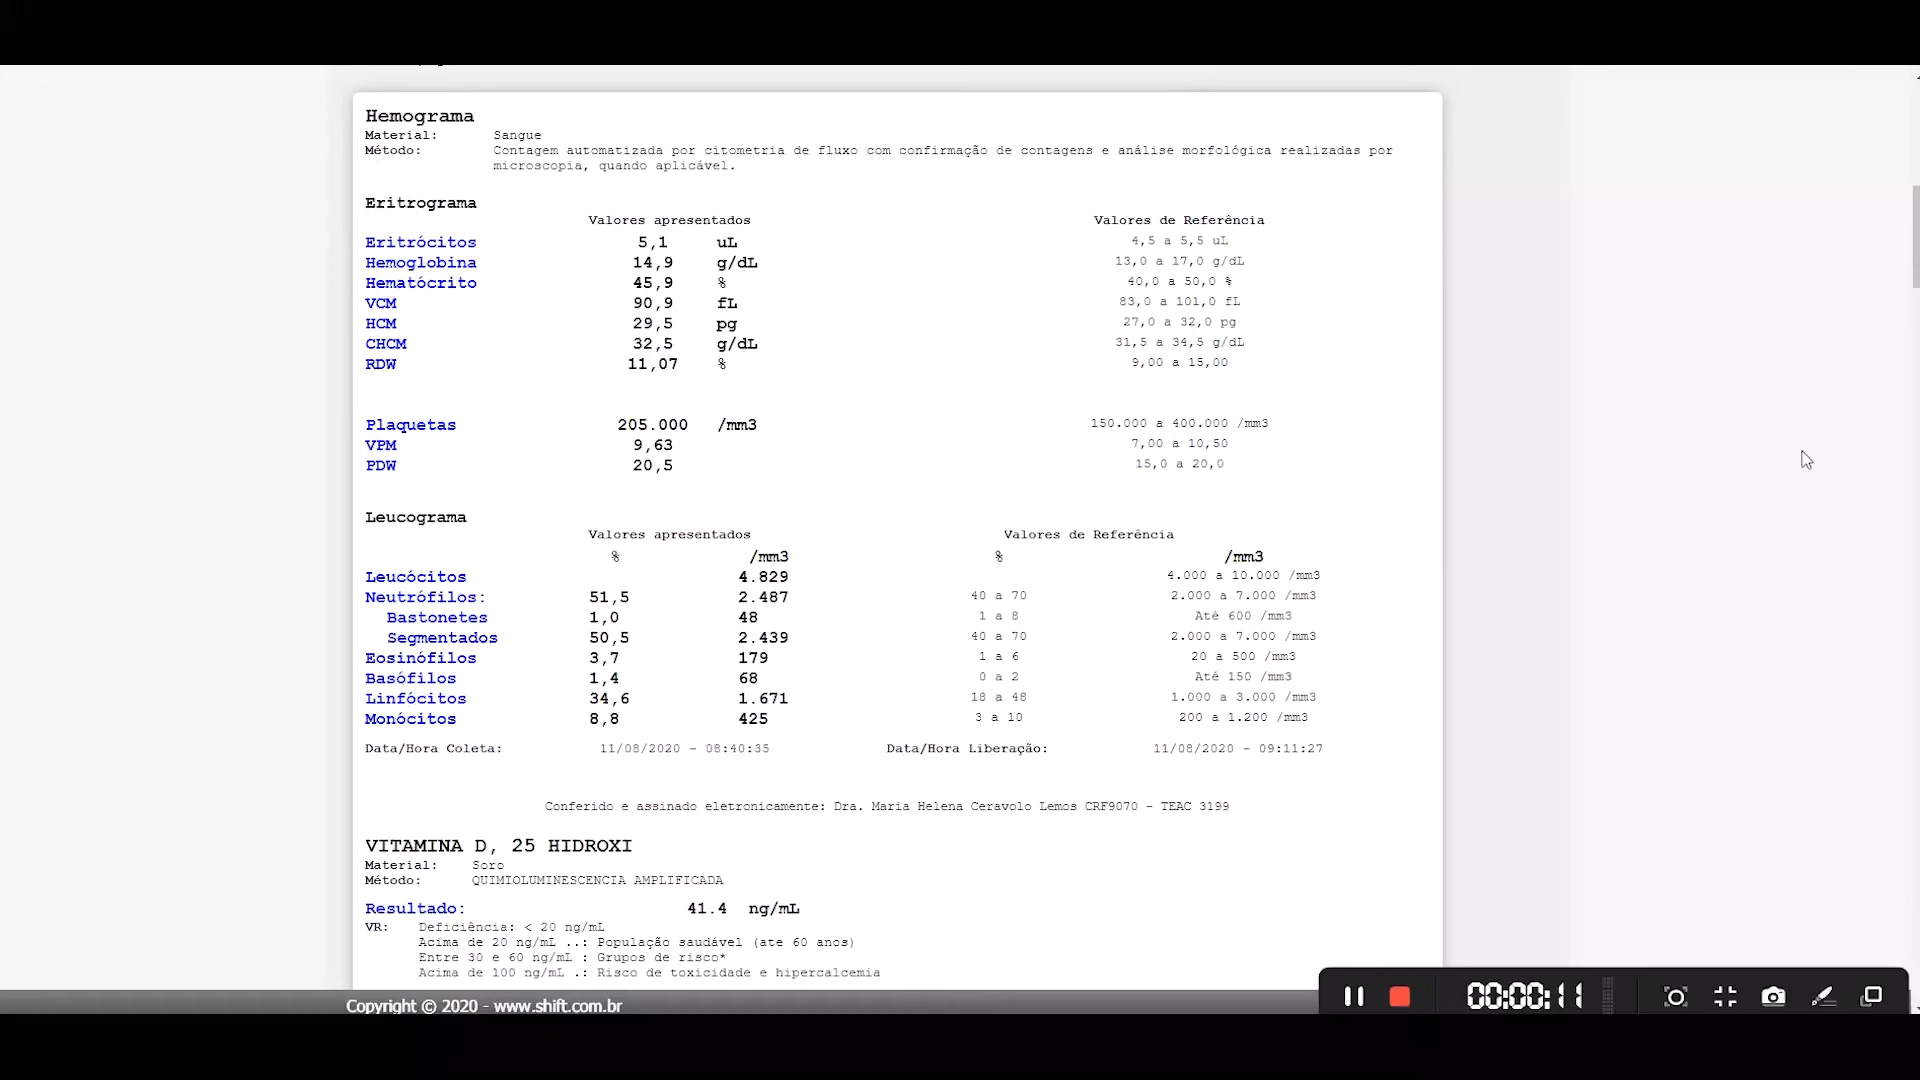 Hemograma
Material: Sangue
Método: Contagem automatizada por citometria de fluxo com confirmação de contagens e análise morfológica realizadas por
microscopia, quando aplicável.
Eritrograma
Valores apresentados Valores de Referência
Eritrócitos 5,1 uL 4,5 a 5,5 uL
Hemoglobina 14,9 g/dL 13,0 a 17,0 g/dL
Hematócrito 45,9 % 40,0 a 50,0 %
VCM 90,9 fL 83,0 a 101,0 fL
HCM 29,5 pg 27,0 a 32,0 pg
CHCM 32,5 g/dL 31,5 a 34,5 g/dL
RDW 11,07 % 9,00 a 15,00
Plaquetas 205.000 /mm3 150.000 a 400.000 /mm3
VPM 9,63 7,00 a 10,50
PDW 20,5 15,0 a 20,0
Leucograma
Valores apresentados Valores de Referência
% /mm3 % /mm3
Leucócitos 4.829 4.000 a 10.000 /mm3
Neutrófilos: 51,5 2.487 40 a 70 2.000 a 7.000 /mm3
Bastonetes 1,0 48 1 a 8 Até 600 /mm3
Segmentados 50,5 2.439 40 a 70 2.000 a 7.000 /mm3
Eosinófilos 3,7 179 1 a 6 20 a 500 /mm3
Basófilos 1,4 68 0 a 2 Até 150 /mm3
Linfócitos 34,6 1.671 18 a 48 1.000 a 3.000 /mm3
Monócitos 8,8 425 3 a 10 200 a 1.200 /mm3
Data/Hora Coleta: 11/08/2020 - 08:40:35 Data/Hora Liberação: 11/08/2020 - 09:11:27
Conferido e assinado eletronicamente: Dra. Maria Helena Ceravolo Lemos CRF9070 - TEAC 3199
VITAMINA D, 25 HIDROXI
Material: Soro
Método: QUIMIOLUMINESCENCIA AMPLIFICADA
Resultado: 41.4 ng/mL
VR: Deficiência: < 20 ng/mL
Acima de 20 ng/mL ..: População saudável (ate 60 anos)
Entre 30 e 60 ng/mL : Grupos de risco*
Acima de 100 ng/mL .: Risco de toxicidade e hipercalcemia
Copyright © 2020 - www.shift.com.br
00:00:11